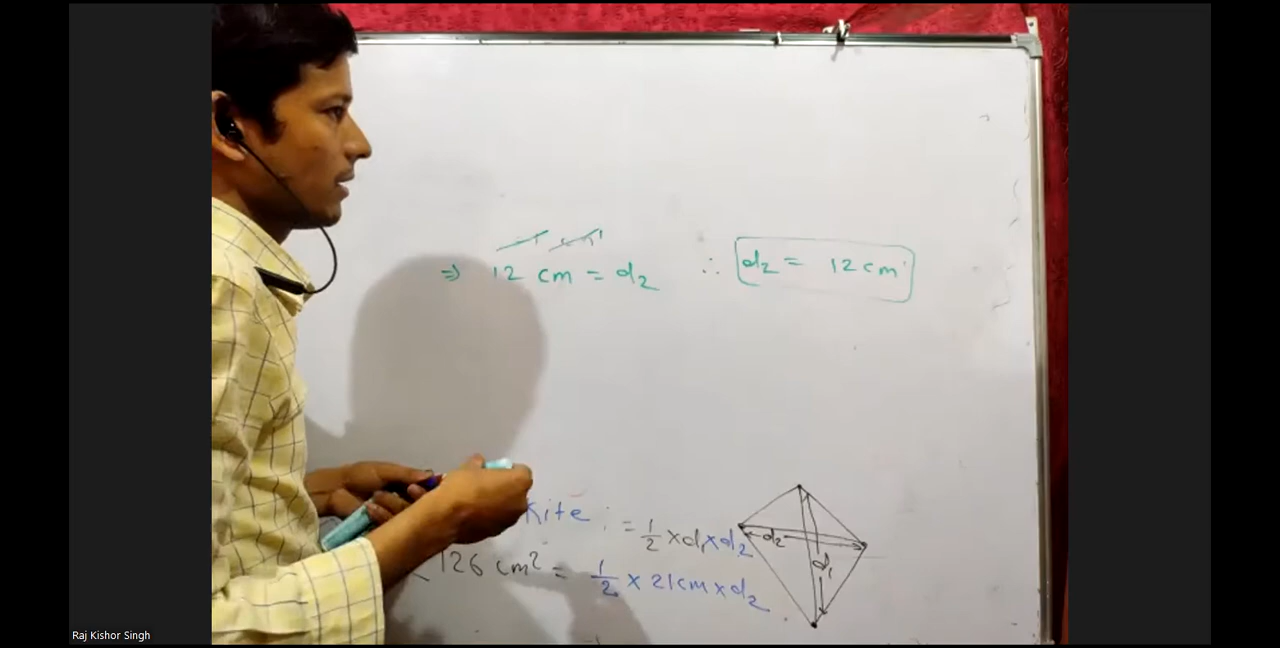 ⇒ 12 cm = d₂ ∴ d₂ = 12 cm
Kite : = 1/2 × d₁ × d₂
126 cm² = 1/2 × 21 cm × d₂
d₂
d₁
Raj Kishor Singh